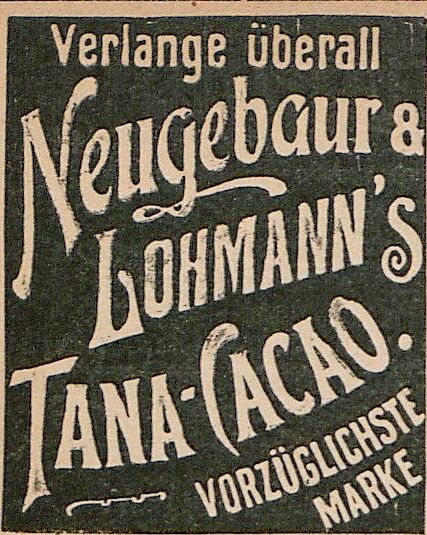 Verlange überall
Neugebaur &
LOHMANN'S
TANA-CACAO.
VORZÜGLICHSTE
MARKE